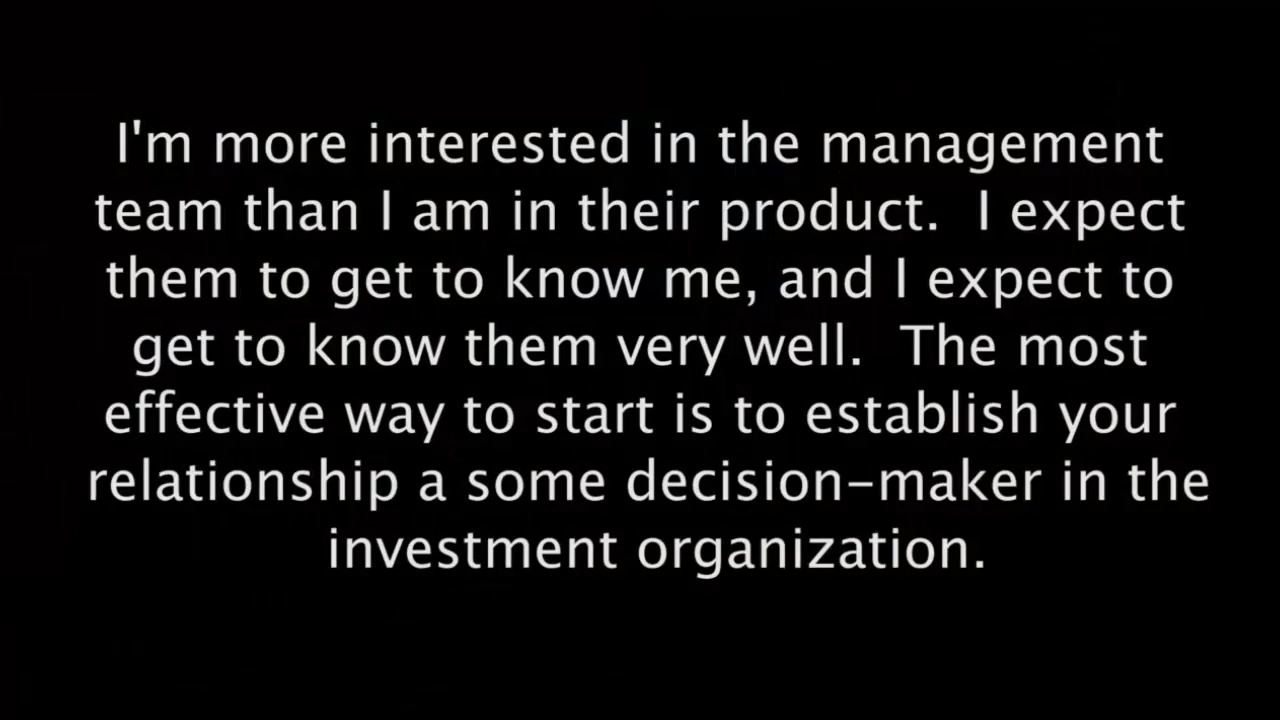 I'm more interested in the management
team than I am in their product.  I expect
them to get to know me, and I expect to
get to know them very well.  The most
effective way to start is to establish your
relationship a some decision-maker in the
investment organization.